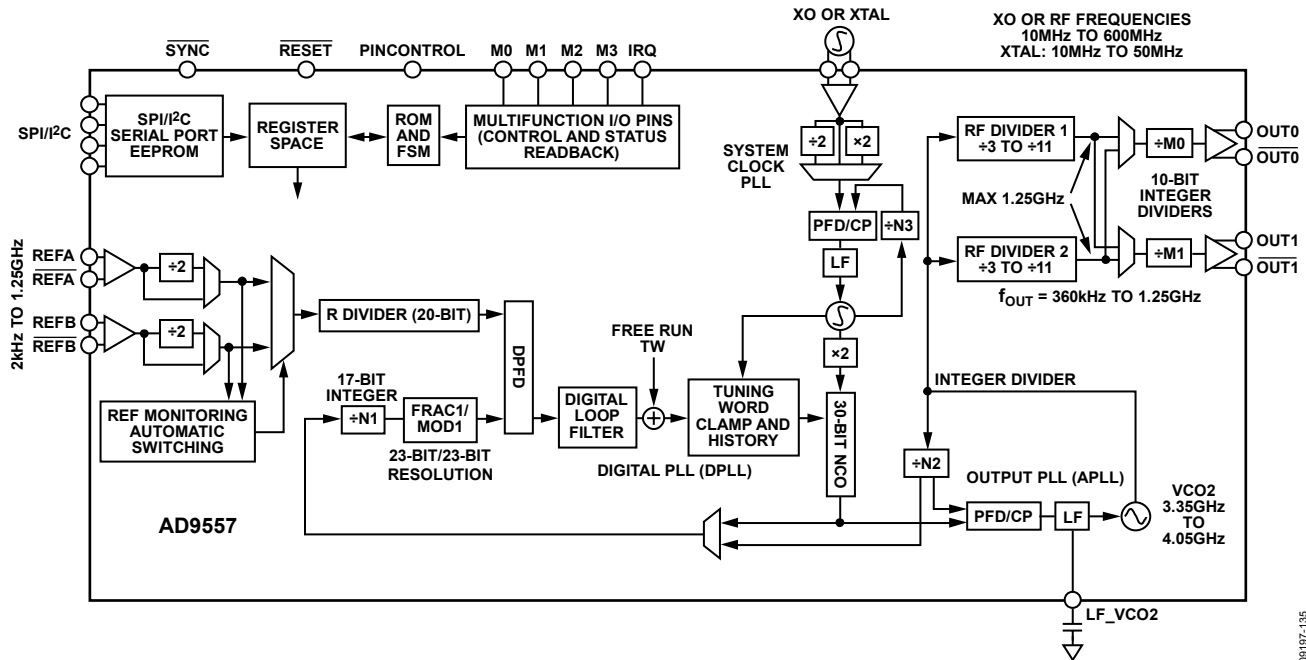 XO OR XTAL
XO OR RF FREQUENCIES
10MHz TO 600MHz
XTAL: 10MHz TO 50MHz
SYNC
RESET
PINCONTROL
M0
M1
M2
M3
IRQ
SPI/I²C
SPI/I²C
SERIAL PORT
EEPROM
REGISTER
SPACE
ROM
AND
FSM
MULTIFUNCTION I/O PINS
(CONTROL AND STATUS
READBACK)
÷2
×2
SYSTEM
CLOCK
PLL
PFD/CP
÷N3
LF
×2
RF DIVIDER 1
÷3 TO ÷11
MAX 1.25GHz
RF DIVIDER 2
÷3 TO ÷11
fOUT = 360kHz TO 1.25GHz
÷M0
10-BIT
INTEGER
DIVIDERS
÷M1
OUT0
OUT0
OUT1
OUT1
2kHz TO 1.25GHz
REFA
REFA
REFB
REFB
÷2
÷2
REF MONITORING
AUTOMATIC
SWITCHING
R DIVIDER (20-BIT)
17-BIT
INTEGER
÷N1
FRAC1/
MOD1
23-BIT/23-BIT
RESOLUTION
DPFD
DIGITAL
LOOP
FILTER
FREE RUN
TW
TUNING
WORD
CLAMP AND
HISTORY
DIGITAL PLL (DPLL)
30-BIT NCO
INTEGER DIVIDER
÷N2
OUTPUT PLL (APLL)
PFD/CP
LF
VCO2
3.35GHz
TO
4.05GHz
AD9557
LF_VCO2
09197-135